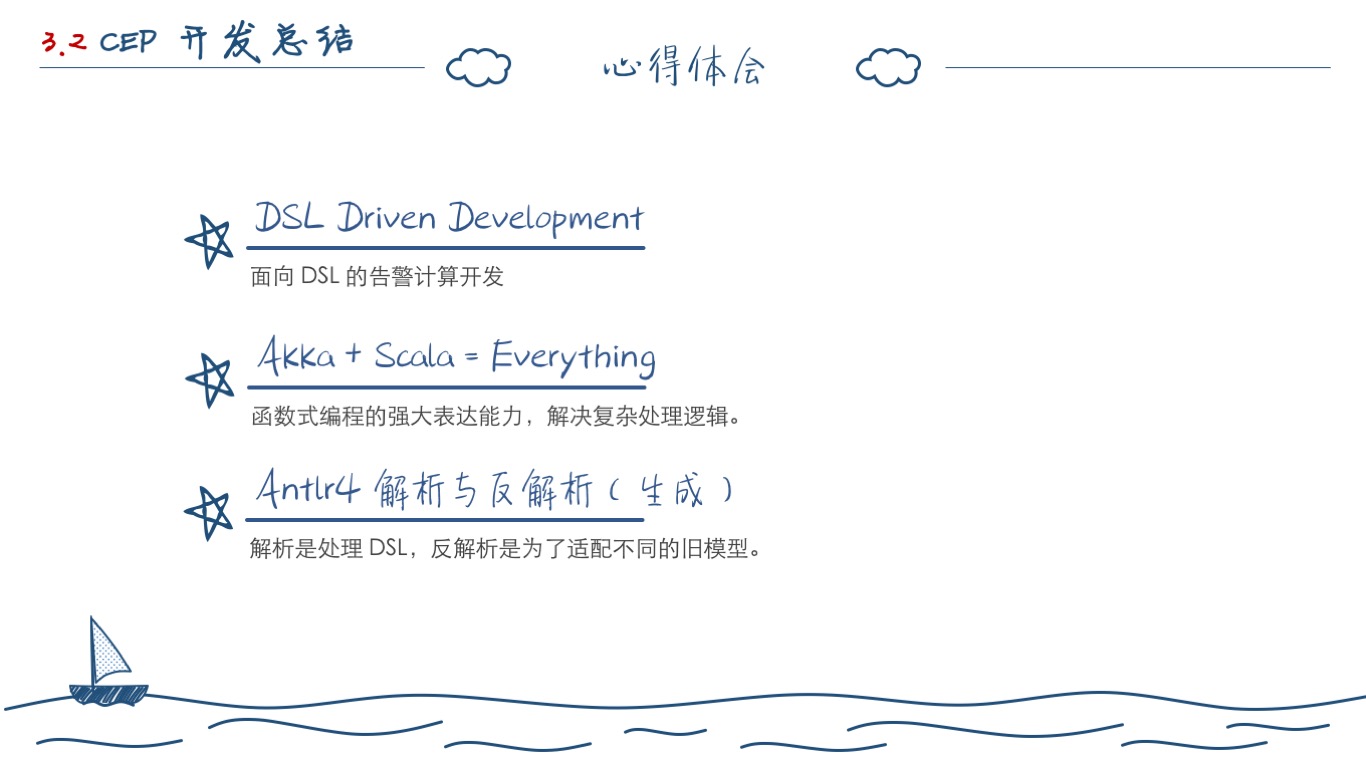 3.2 CEP 开发总结
心得体会
DSL Driven Development
面向 DSL 的告警计算开发
Akka + Scala = Everything
函数式编程的强大表达能力，解决复杂处理逻辑。
Antlr4 解析与反解析（生成）
解析是处理 DSL，反解析是为了适配不同的旧模型。